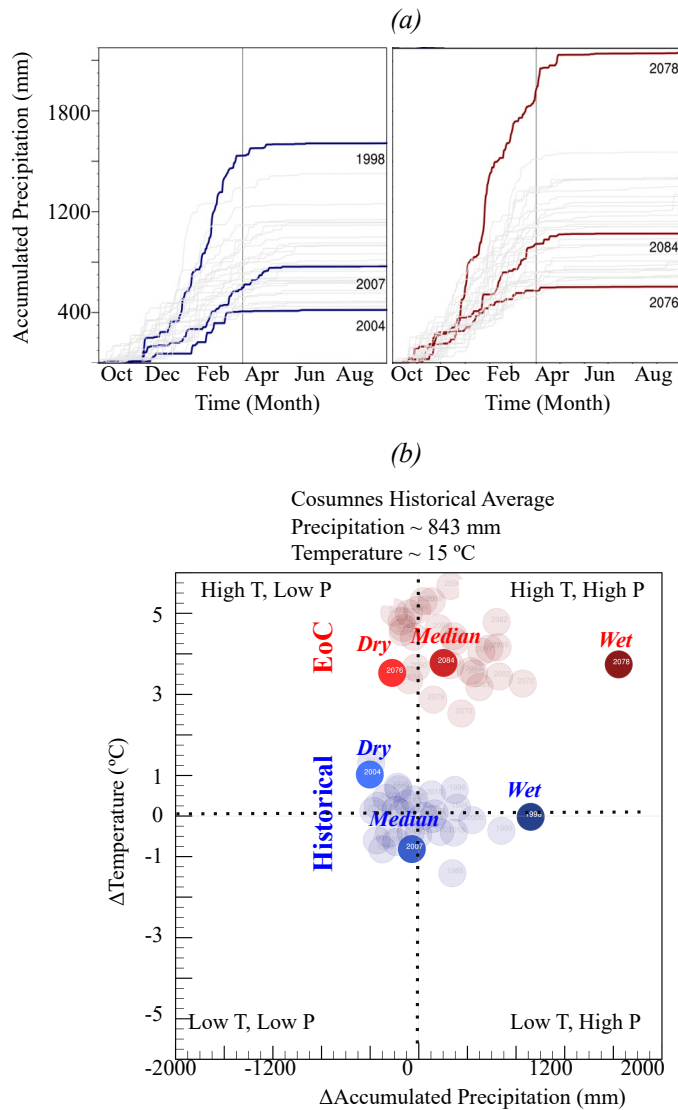 (a)
Accumulated Precipitation (mm)
1800
1200
400
1998
2007
2004
2078
2084
2076
Oct Dec Feb Apr Jun Aug
Oct Dec Feb Apr Jun Aug
Time (Month)
Time (Month)
(b)
Cosumnes Historical Average
Precipitation ~ 843 mm
Temperature ~ 15 ºC
High T, Low P
High T, High P
ΔTemperature (ºC)
5
3
1
0
-1
-3
-5
EoC
Historical
Dry
Median
Wet
2076
2084
2078
Dry
Median
Wet
2004
2007
1998
Low T, Low P
Low T, High P
-2000 -1200 0 1200 2000
ΔAccumulated Precipitation (mm)